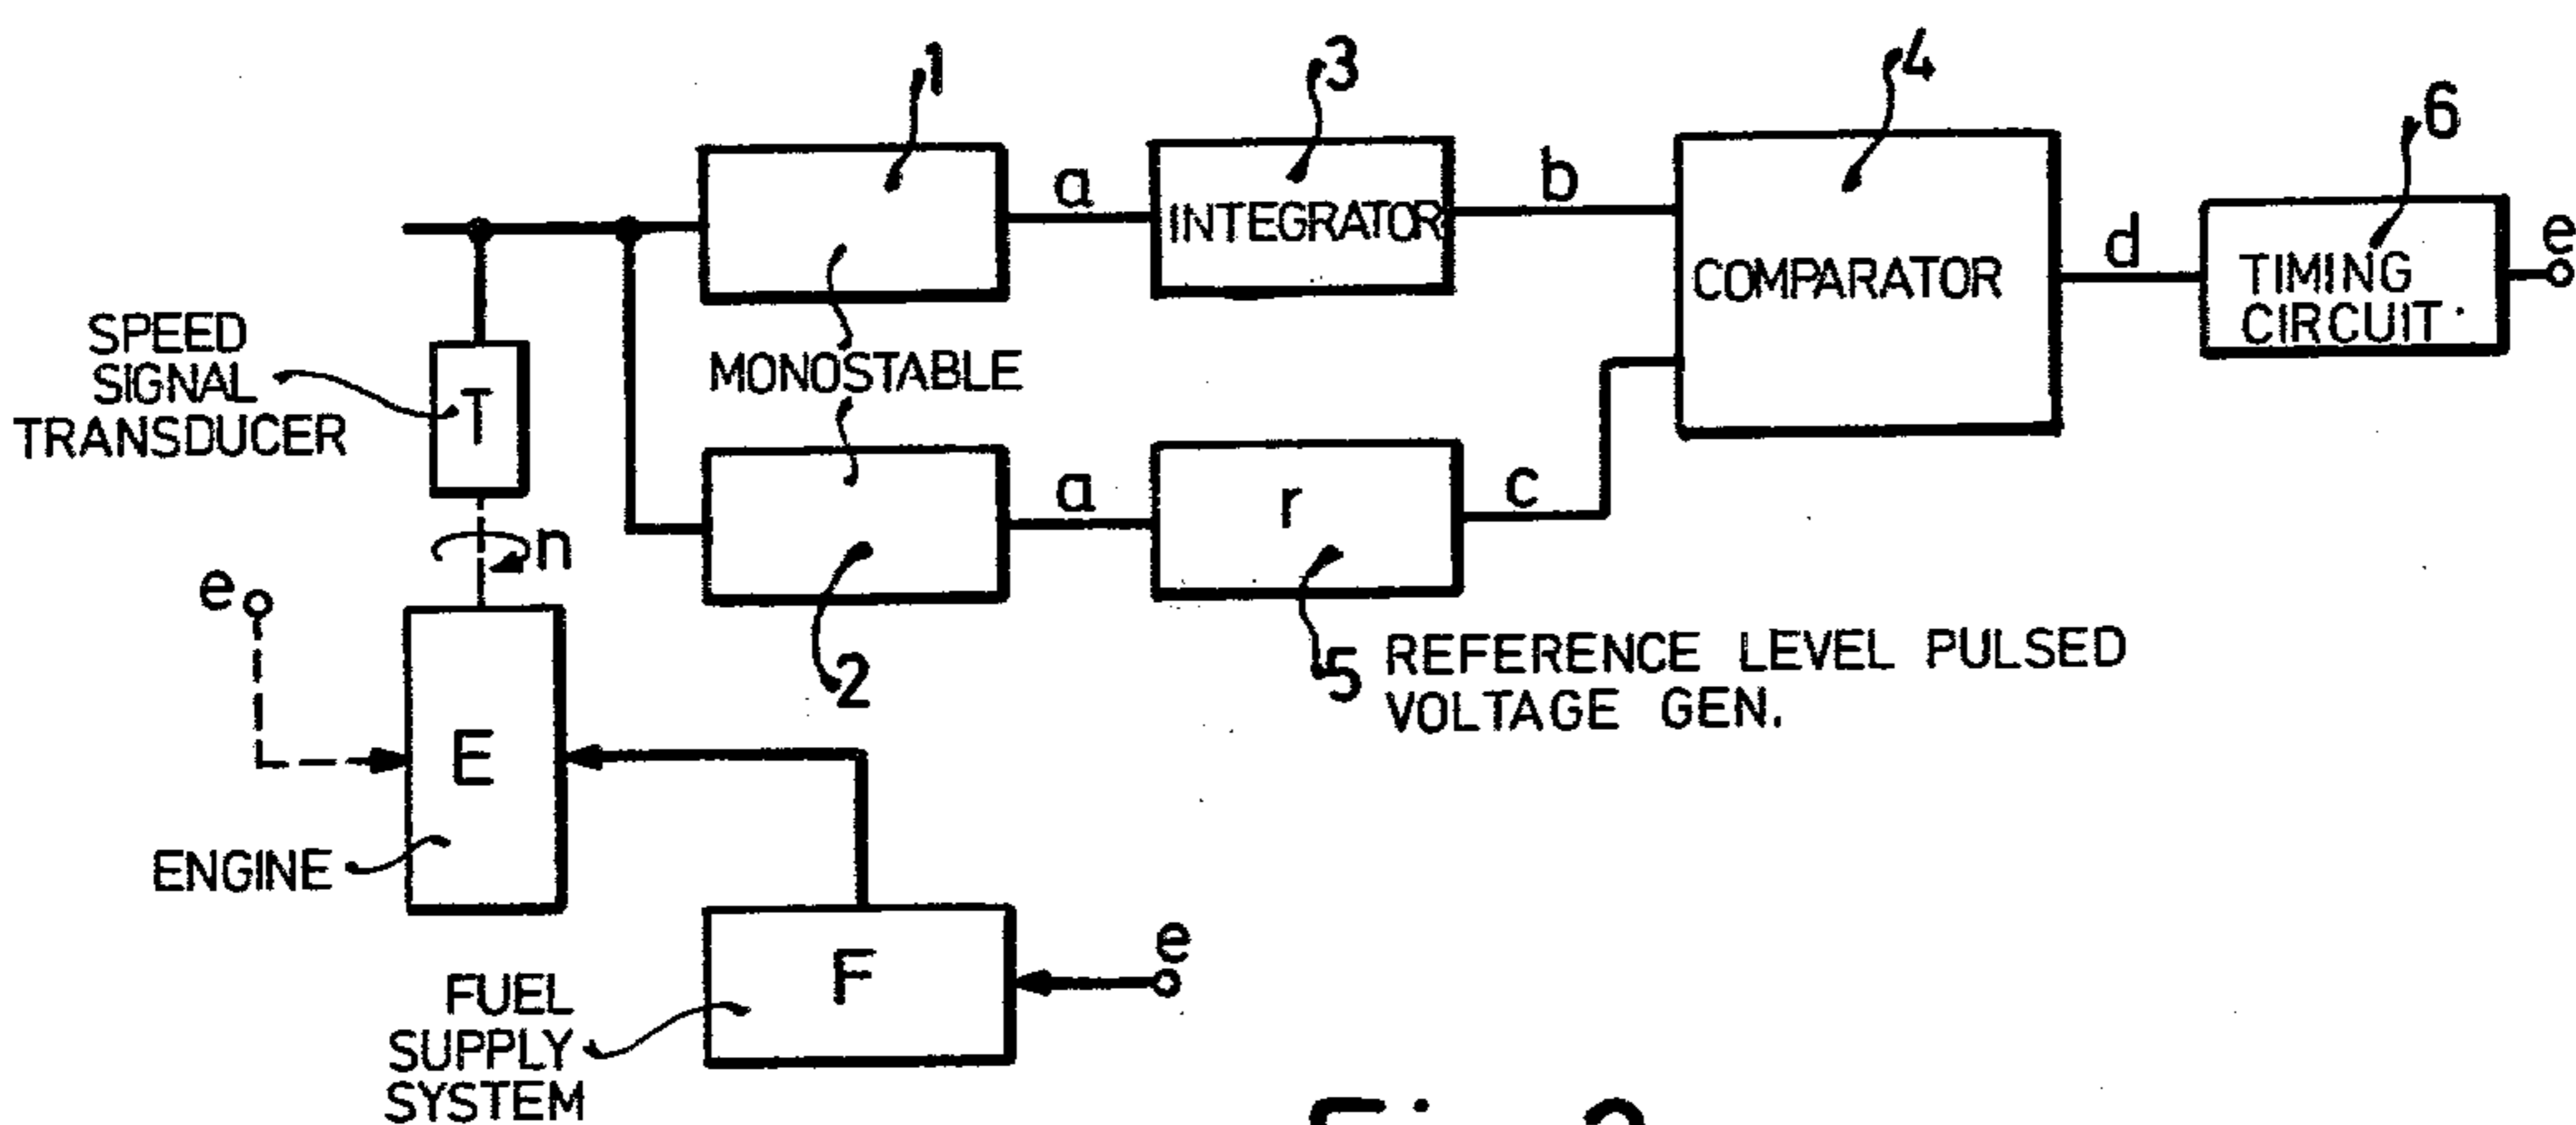 1
3
4
6
a
INTEGRATOR
b
COMPARATOR
d
TIMING
CIRCUIT
e
SPEED
SIGNAL
TRANSDUCER
T
MONOSTABLE
n
a
r
c
2
5
REFERENCE LEVEL PULSED
VOLTAGE GEN.
e
E
ENGINE
F
e
FUEL
SUPPLY
SYSTEM